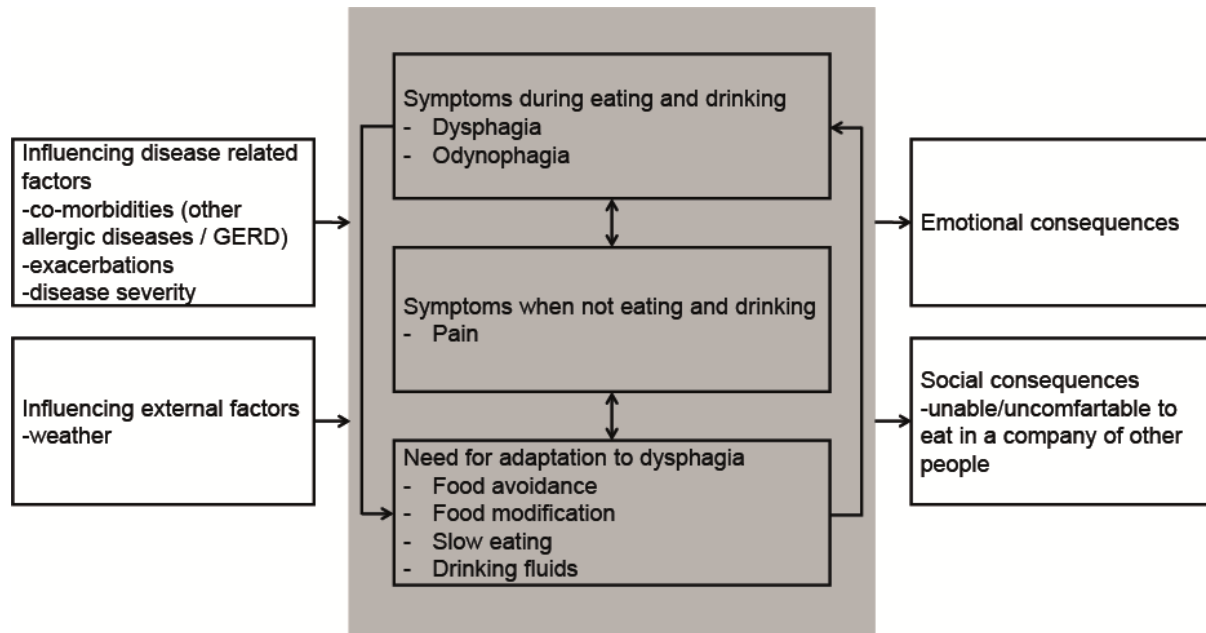 Symptoms during eating and drinking
- Dysphagia
- Odynophagia
Influencing disease related
factors
-co-morbidities (other
allergic diseases / GERD)
-exacerbations
-disease severity
Emotional consequences
Symptoms when not eating and drinking
- Pain
Influencing external factors
-weather
Social consequences
-unable/uncomfartable to
eat in a company of other
people
Need for adaptation to dysphagia
- Food avoidance
- Food modification
- Slow eating
- Drinking fluids